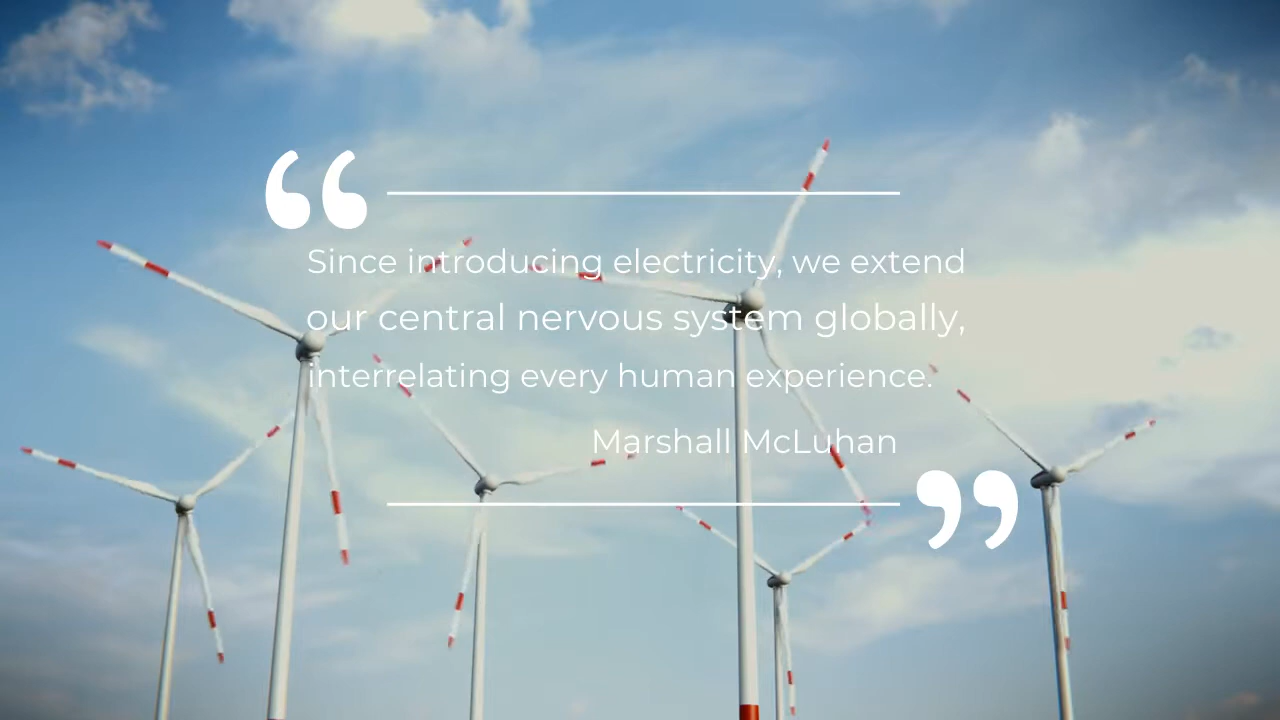 “
Since introducing electricity, we extend
our central nervous system globally,
interrelating every human experience.
Marshall McLuhan
”